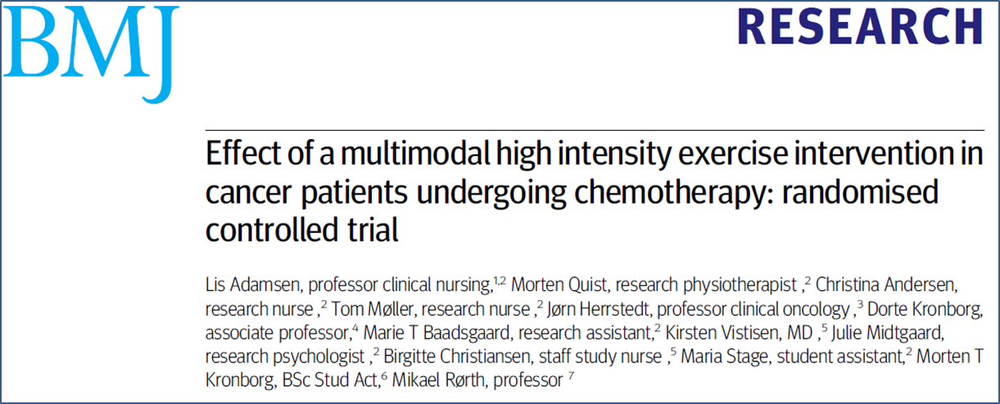 BMJ
RESEARCH
Effect of a multimodal high intensity exercise intervention in
cancer patients undergoing chemotherapy: randomised
controlled trial
Lis Adamsen, professor clinical nursing,1,2 Morten Quist, research physiotherapist ,2 Christina Andersen,
research nurse ,2 Tom Møller, research nurse ,2 Jørn Herrstedt, professor clinical oncology ,3 Dorte Kronborg,
associate professor,4 Marie T Baadsgaard, research assistant,2 Kirsten Vistisen, MD ,5 Julie Midtgaard,
research psychologist ,2 Birgitte Christiansen, staff study nurse ,5 Maria Stage, student assistant,2 Morten T
Kronborg, BSc Stud Act,6 Mikael Rørth, professor 7